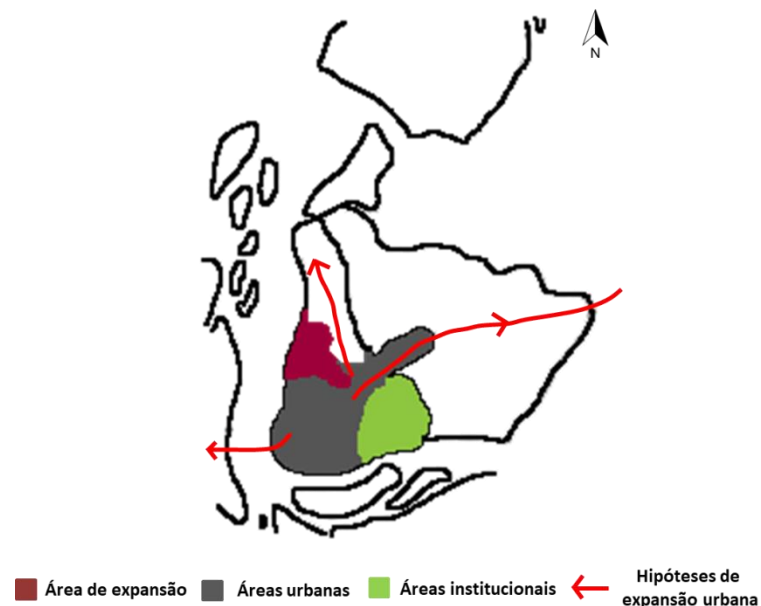 N
Área de expansão
Áreas urbanas
Áreas institucionais
Hipóteses de
expansão urbana